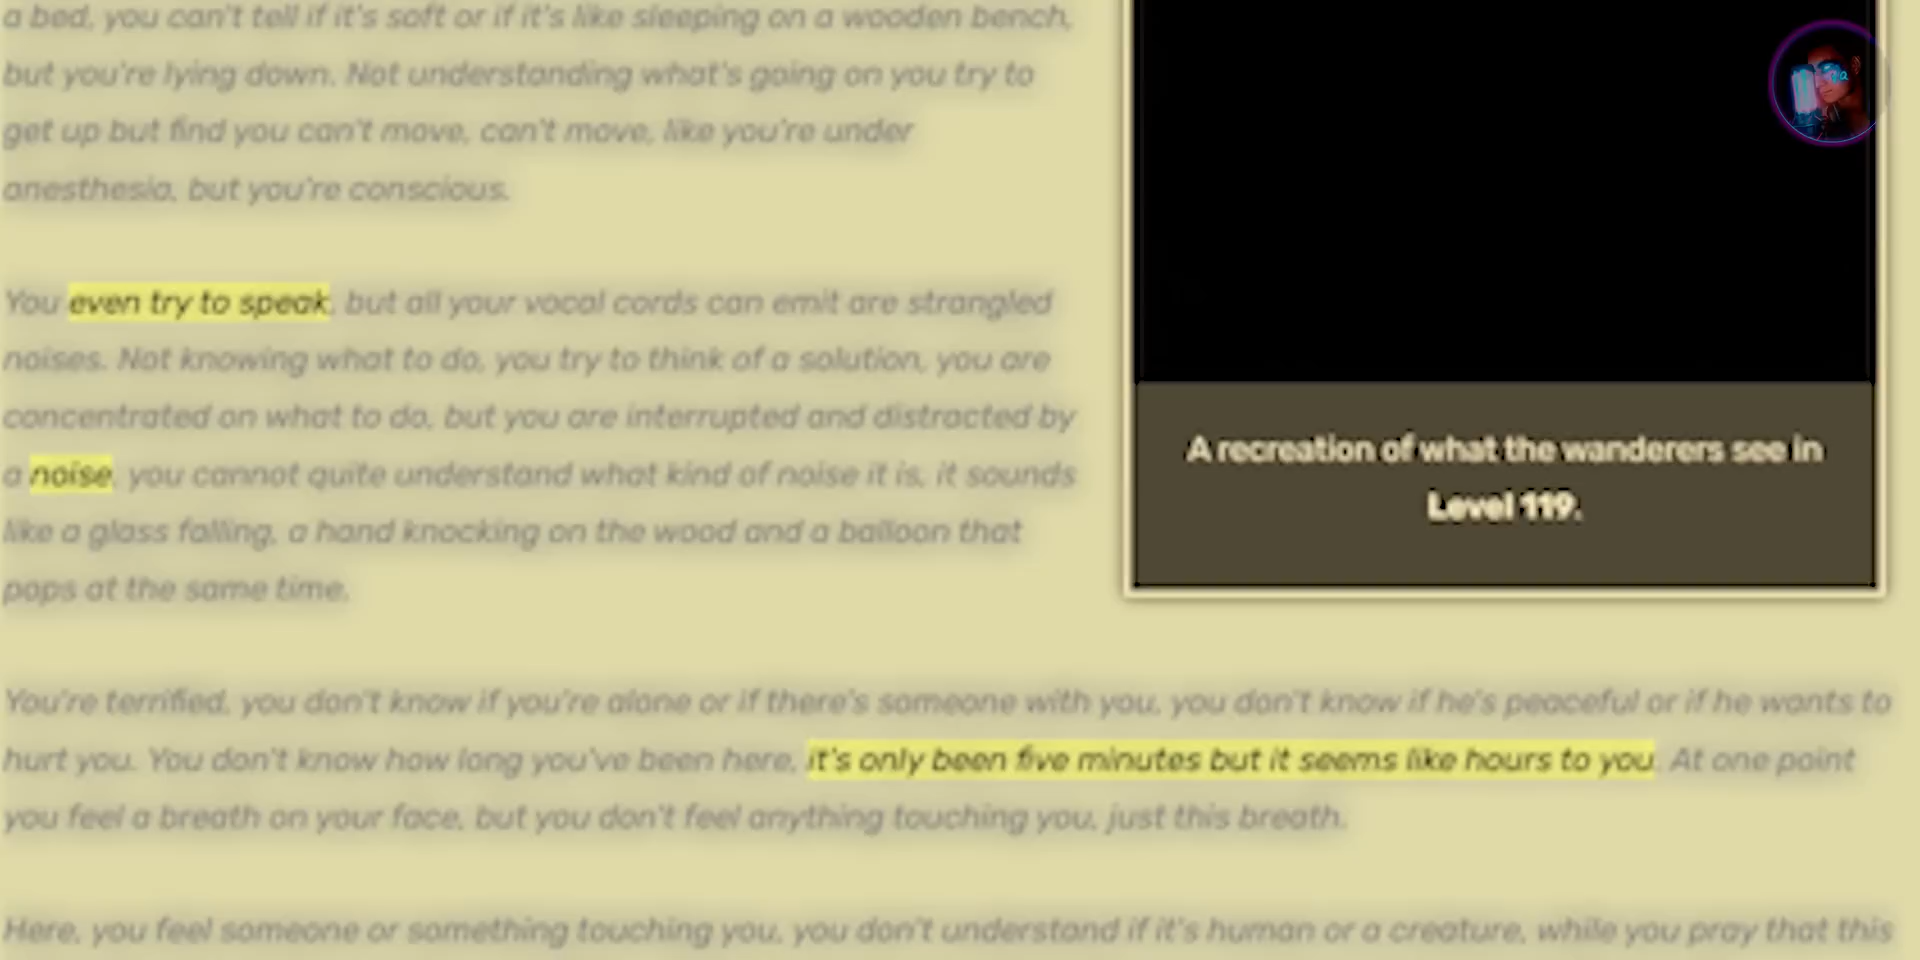 a bed, you can't tell if it's soft or if it's like sleeping on a wooden bench,
but you're lying down. Not understanding what's going on you try to
get up but find you can't move, can't move, like you're under
anesthesia, but you're conscious.
You even try to speak, but all your vocal cords can emit are strangled
noises. Not knowing what to do, you try to think of a solution, you are
concentrated on what to do, but you are interrupted and distracted by
a noise, you cannot quite understand what kind of noise it is, it sounds
like a glass falling, a hand knocking on the wood and a balloon that
pops at the same time.
A recreation of what the wanderers see in
Level 119.
You're terrified, you don't know if you're alone or if there's someone with you, you don't know if he's peaceful or if he wants to
hurt you. You don't know how long you've been here, it's only been five minutes but it seems like hours to you. At one point
you feel a breath on your face, but you don't feel anything touching you, just this breath.
Here, you feel someone or something touching you, you don't understand if it's human or a creature, while you pray that this